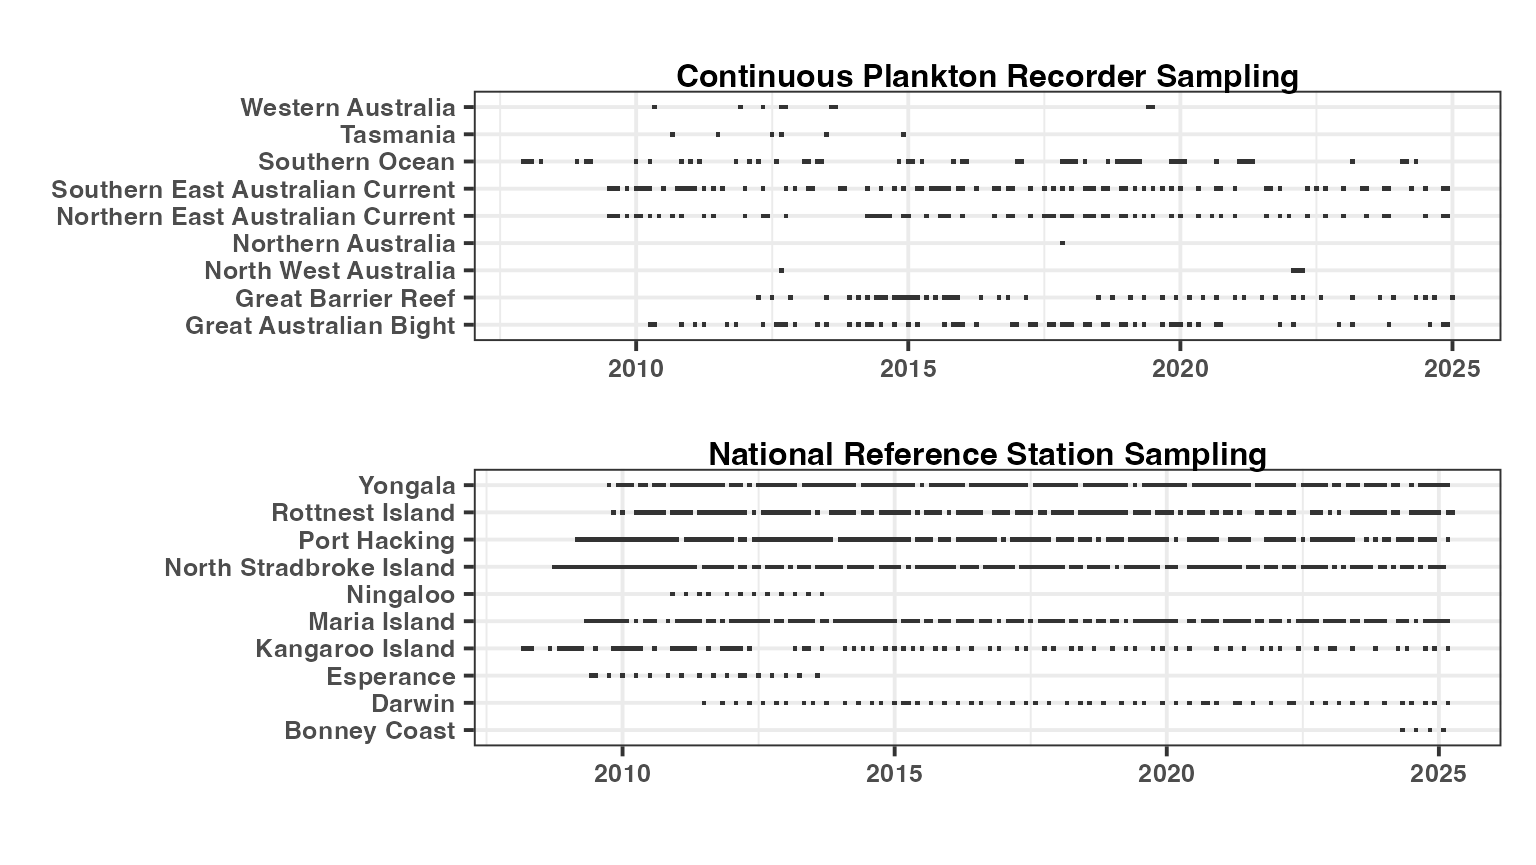 Continuous Plankton Recorder Sampling
Western Australia
Tasmania
Southern Ocean
Southern East Australian Current
Northern East Australian Current
Northern Australia
North West Australia
Great Barrier Reef
Great Australian Bight
2010 2015 2020 2025
National Reference Station Sampling
Yongala
Rottnest Island
Port Hacking
North Stradbroke Island
Ningaloo
Maria Island
Kangaroo Island
Esperance
Darwin
Bonney Coast
2010 2015 2020 2025